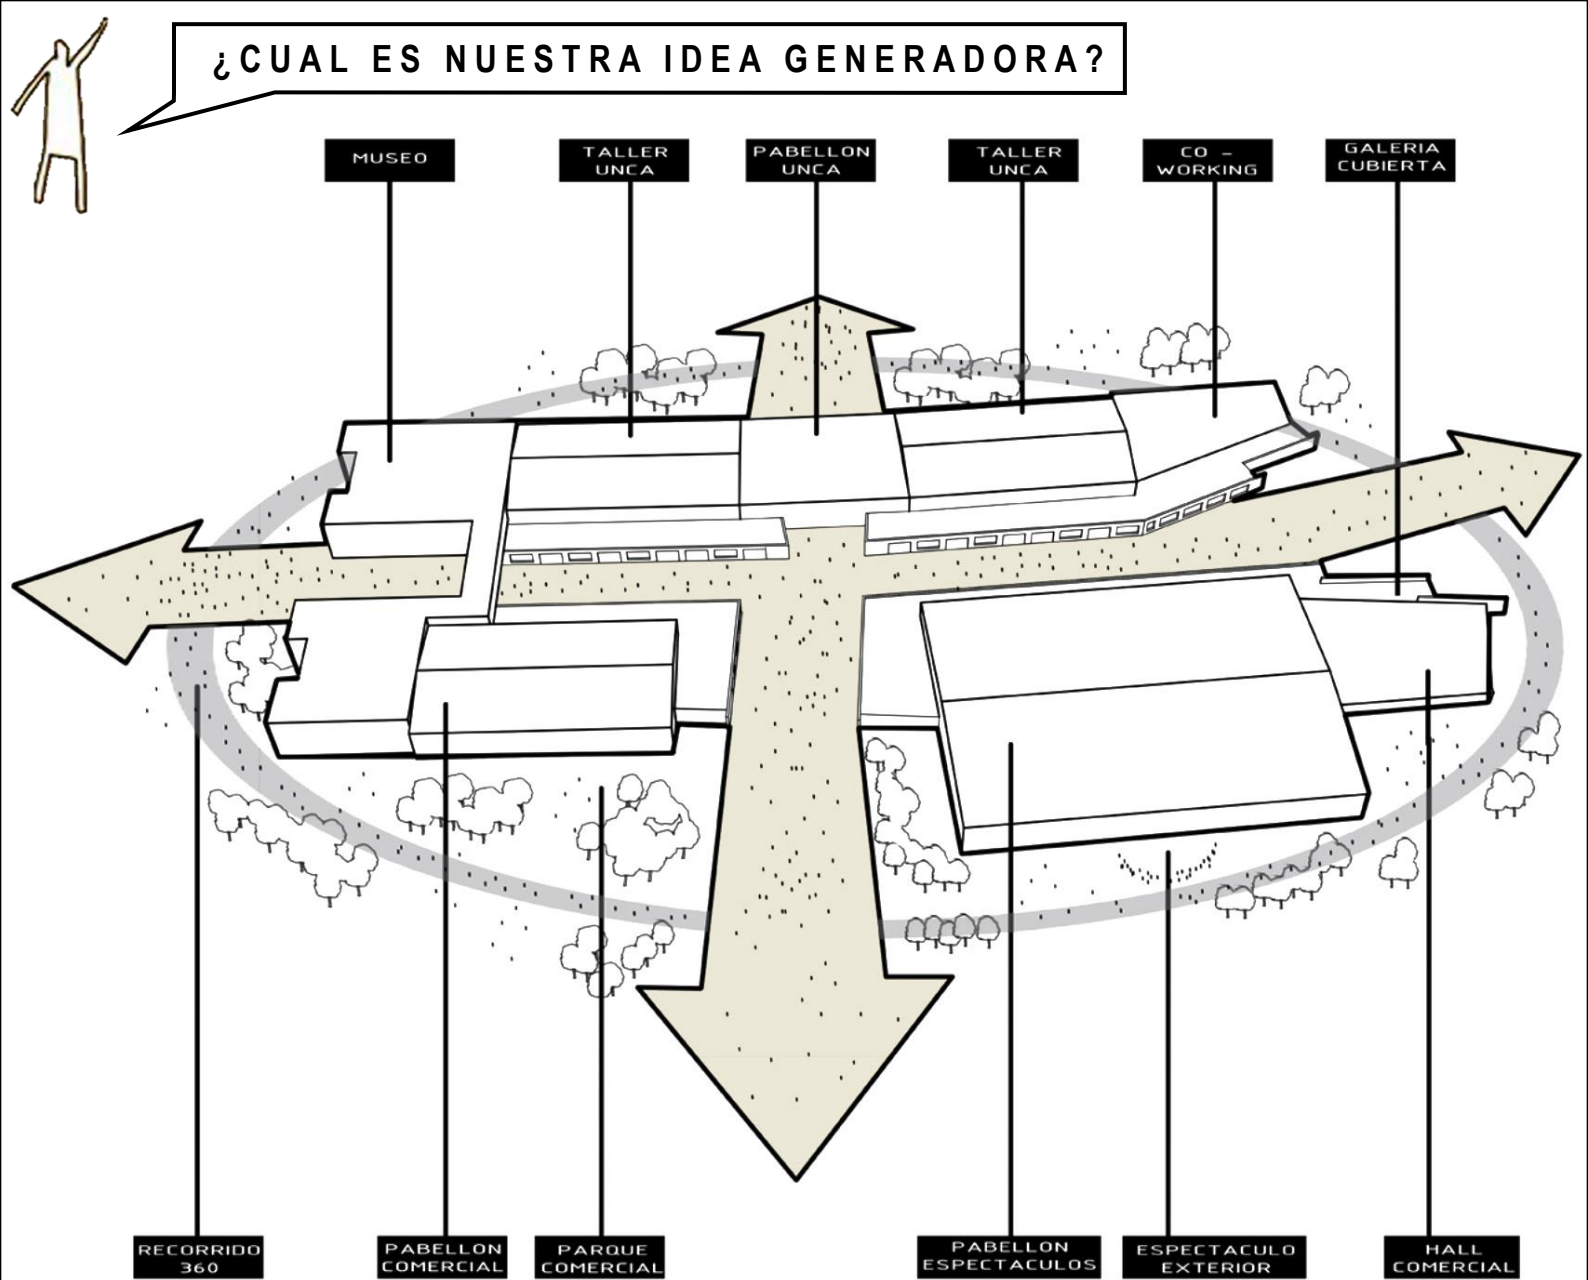 ¿CUAL ES NUESTRA IDEA GENERADORA?
MUSEO
TALLER
UNCA
PABELLON
UNCA
TALLER
UNCA
CO -
WORKING
GALERIA
CUBIERTA
RECORRIDO
360
PABELLON
COMERCIAL
PARQUE
COMERCIAL
PABELLON
ESPECTACULOS
ESPECTACULO
EXTERIOR
HALL
COMERCIAL